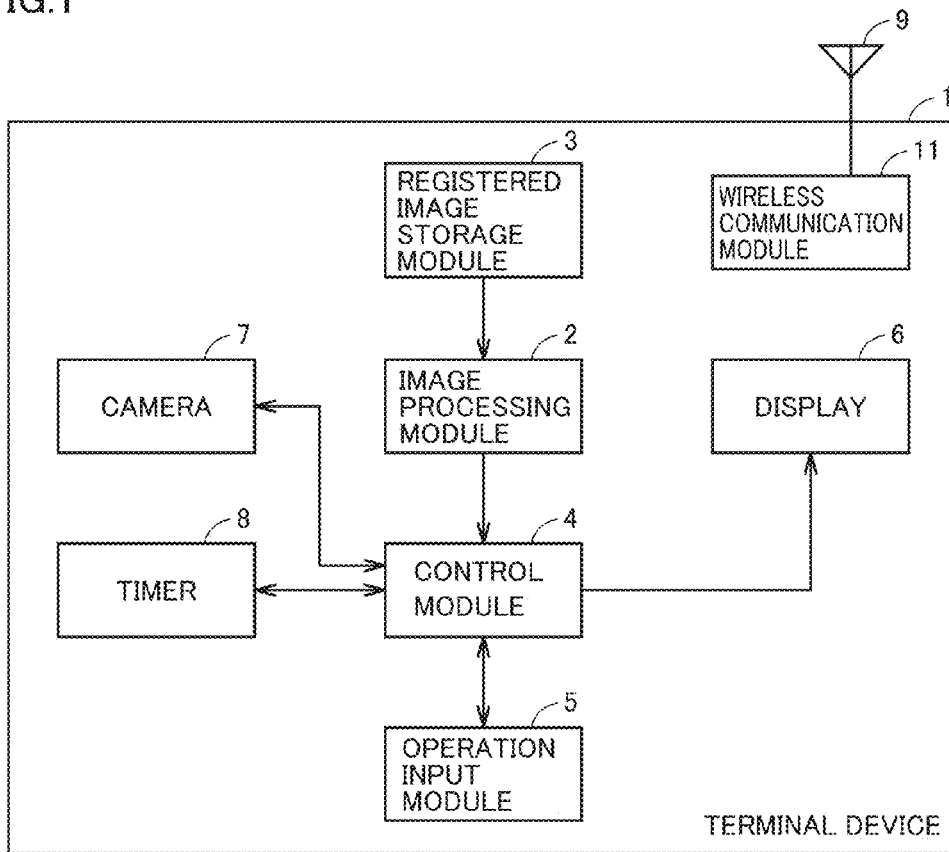 IG.1
9
1
3
REGISTERED
IMAGE
STORAGE
MODULE
11
WIRELESS
COMMUNICATION
MODULE
7
CAMERA
2
IMAGE
PROCESSING
MODULE
6
DISPLAY
8
TIMER
4
CONTROL
MODULE
5
OPERATION
INPUT
MODULE
TERMINAL DEVICE